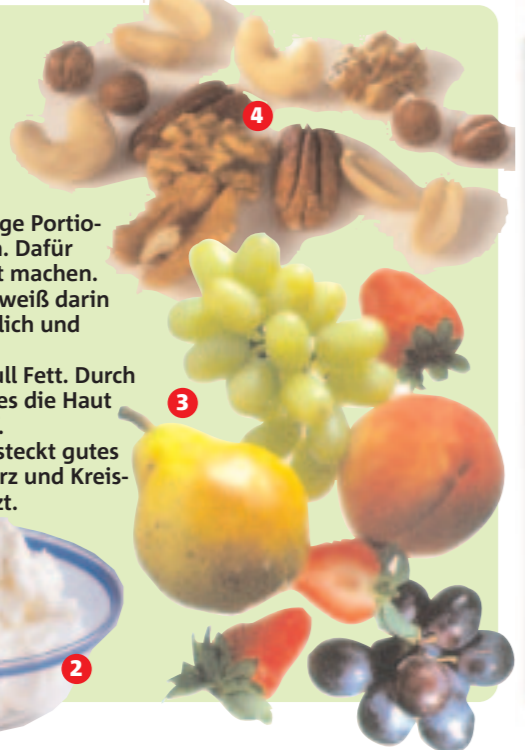 4
ge Portio-
n. Dafür
t machen.
weiß darin
lich und
ull Fett. Durch
es die Haut
.
steckt gutes
rz und Kreis-
zt.
3
2